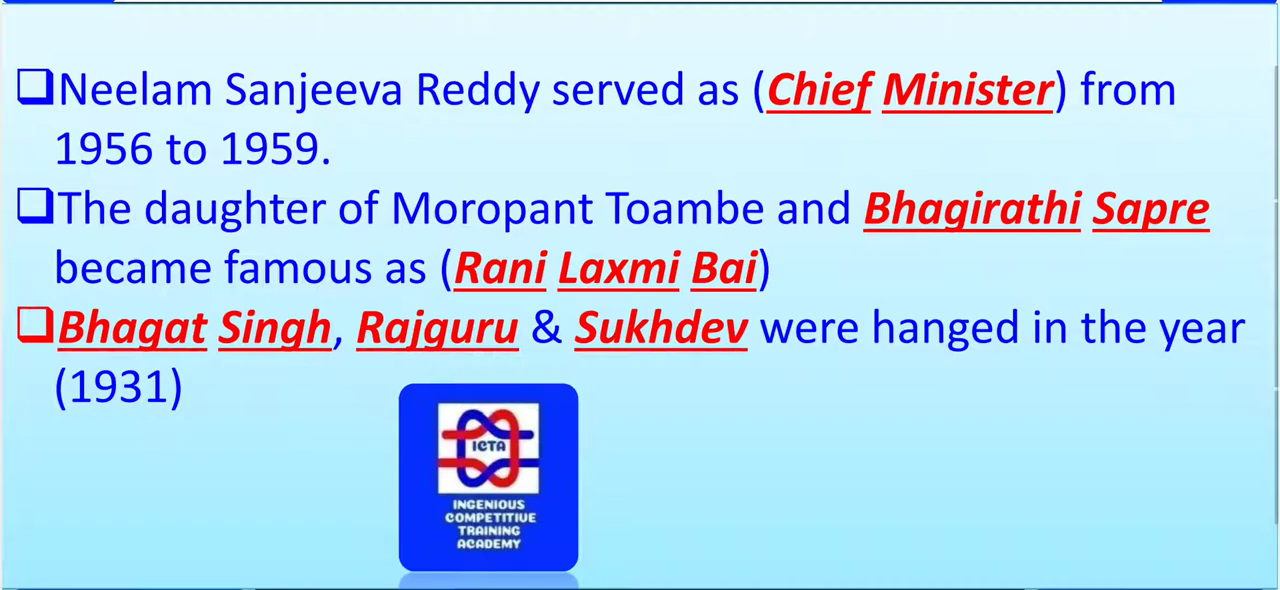 ❑Neelam Sanjeeva Reddy served as (Chief Minister) from
1956 to 1959.
❑The daughter of Moropant Toambe and Bhagirathi Sapre
became famous as (Rani Laxmi Bai)
❑Bhagat Singh, Rajguru & Sukhdev were hanged in the year
(1931)
ICTA
INGENIOUS
COMPETITIVE
TRAINING
ACADEMY